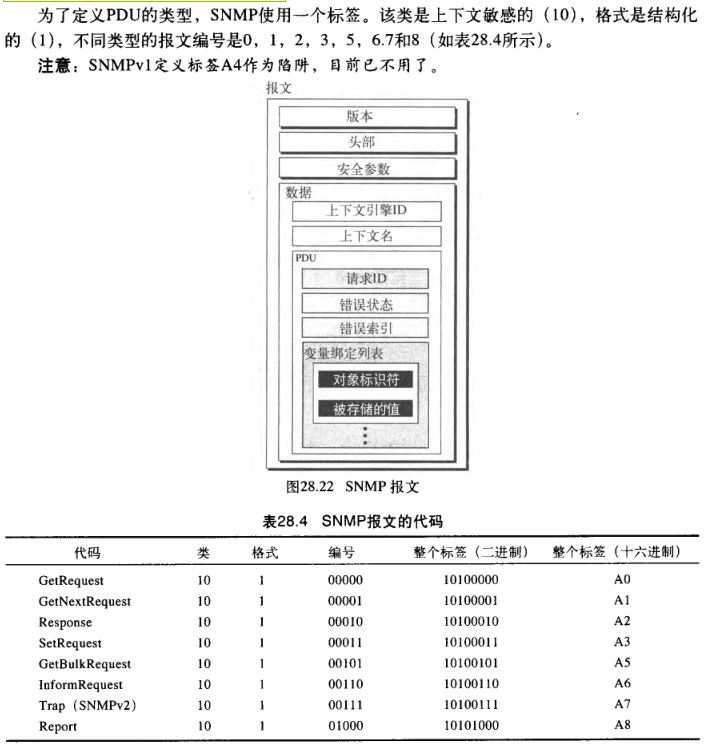 为了定义PDU的类型，SNMP使用一个标签。该类是上下文敏感的（10），格式是结构化
的（1），不同类型的报文编号是0，1，2，3，5，6.7和8（如表28.4所示）。
注意：SNMPv1定义标签A4作为陷阱，目前已不用了。
报文
版本
头部
安全参数
数据
上下文引擎ID
上下文名
PDU
请求ID
错误状态
错误索引
变量绑定列表
对象标识符
被存储的值
图28.22 SNMP 报文
表28.4 SNMP报文的代码
代码 类 格式 编号 整个标签（二进制） 整个标签（十六进制）
GetRequest 10 1 00000 10100000 A0
GetNextRequest 10 1 00001 10100001 A1
Response 10 1 00010 10100010 A2
SetRequest 10 1 00011 10100011 A3
GetBulkRequest 10 1 00101 10100101 A5
InformRequest 10 1 00110 10100110 A6
Trap（SNMPv2） 10 1 00111 10100111 A7
Report 10 1 01000 10101000 A8